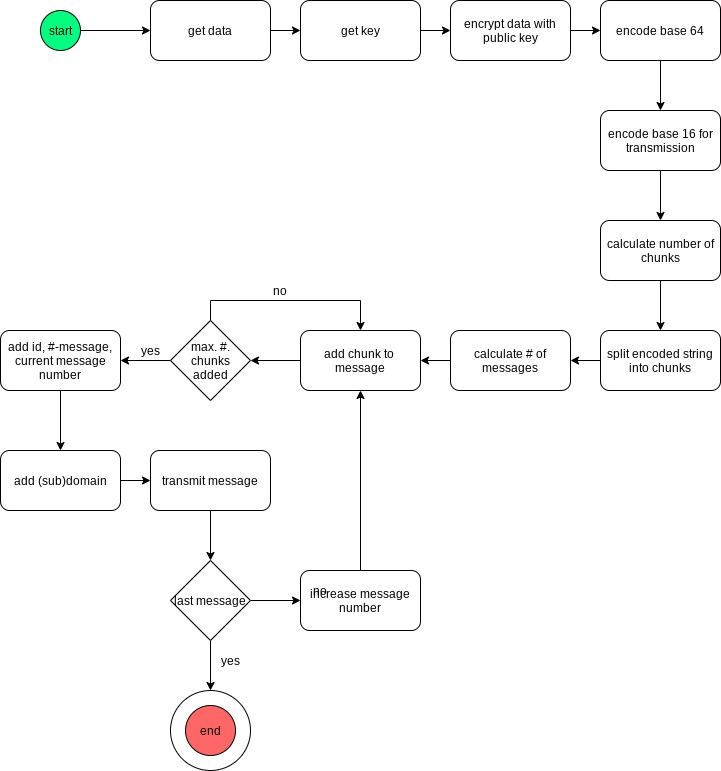 start
get data
get key
encrypt data with
public key
encode base 64
encode base 16 for
transmission
calculate number of
chunks
split encoded string
into chunks
calculate # of
messages
add chunk to
message
no
max. #.
chunks
added
yes
add id, #-message,
current message
number
add (sub)domain
transmit message
last message
no
increase message
number
yes
end